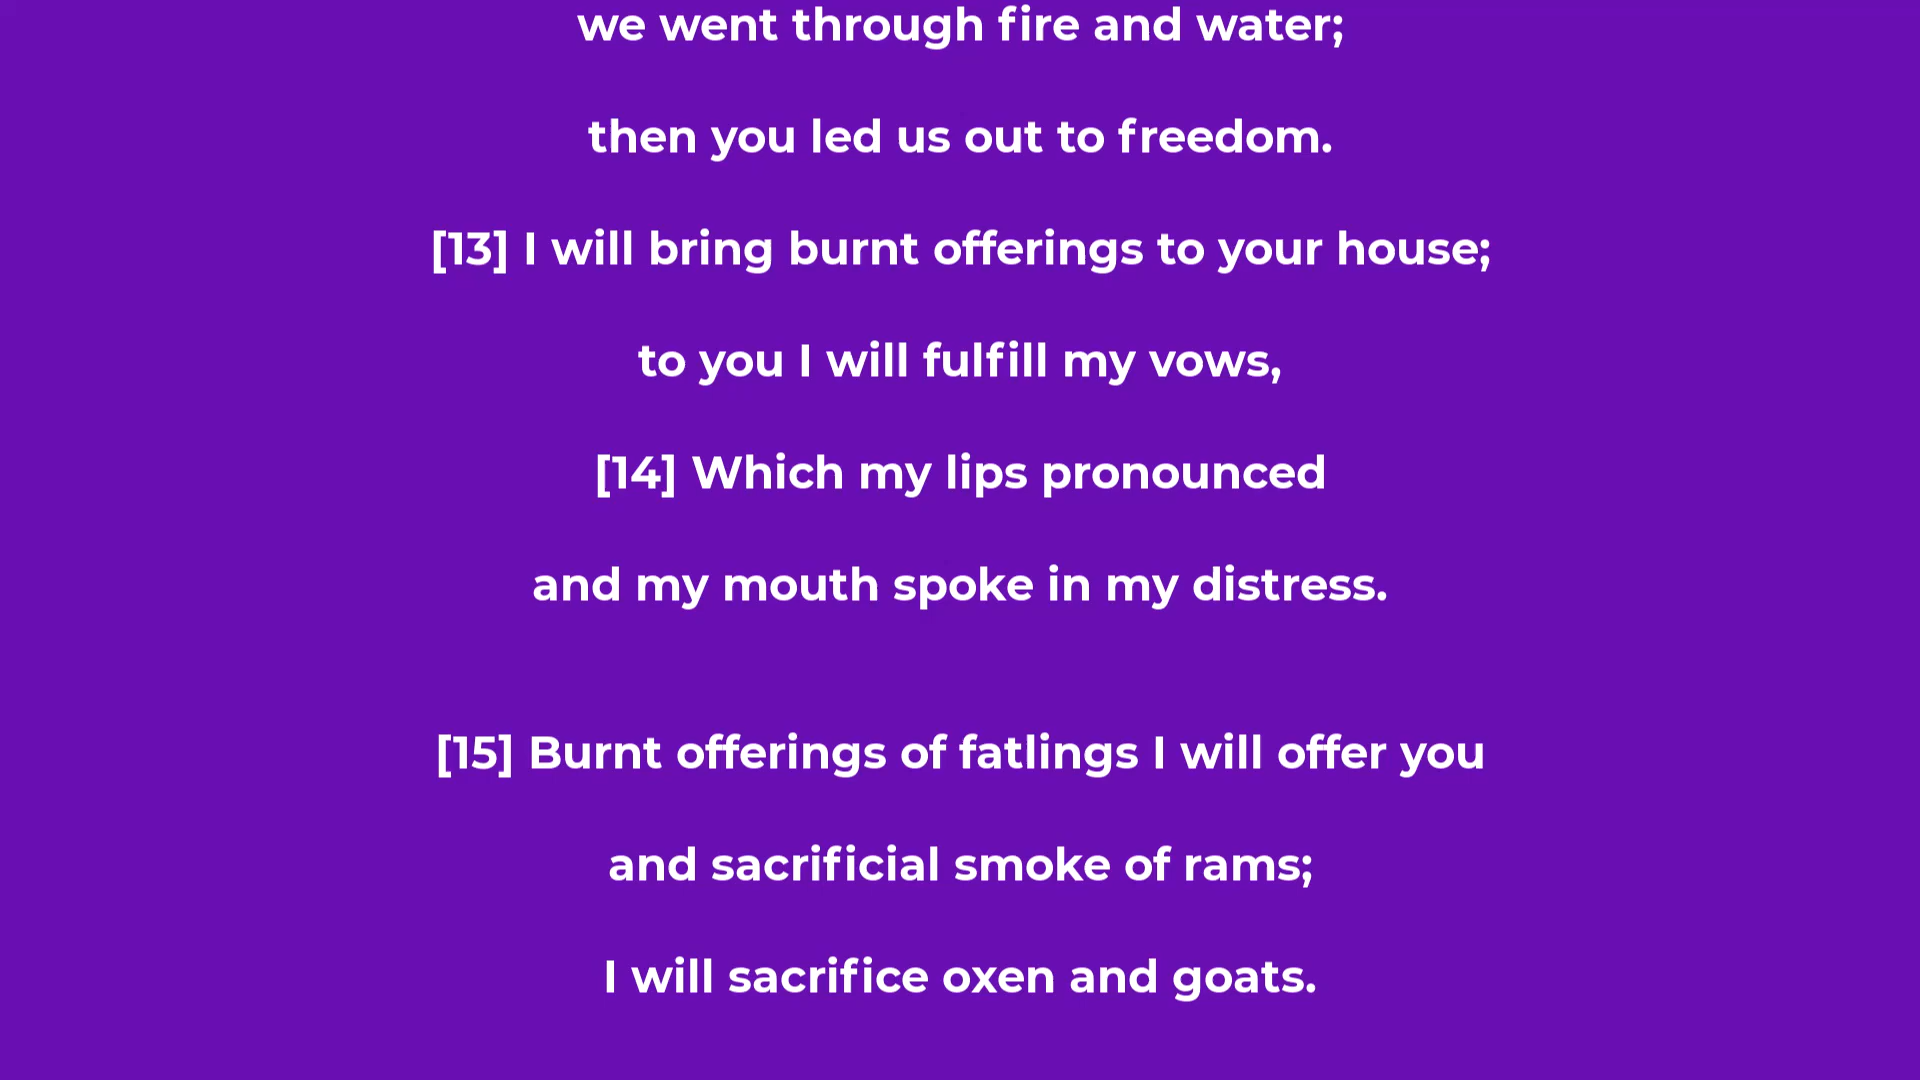 we went through fire and water;
then you led us out to freedom.
[13] I will bring burnt offerings to your house;
to you I will fulfill my vows,
[14] Which my lips pronounced
and my mouth spoke in my distress.
[15] Burnt offerings of fatlings I will offer you
and sacrificial smoke of rams;
I will sacrifice oxen and goats.